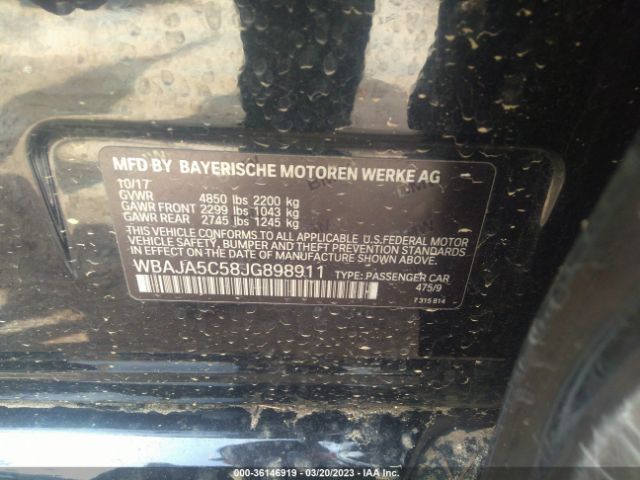 MFD BY BAYERISCHE MOTOREN WERKE AG
10/17
GVWR 4850 lbs 2200 kg
GAWR FRONT 2299 lbs 1043 kg
GAWR REAR 2745 lbs 1245 kg
THIS VEHICLE CONFORMS TO ALL APPLICABLE U.S.FEDERAL MOTOR
VEHICLE SAFETY, BUMPER AND THEFT PREVENTION STANDARDS
IN EFFECT ON THE DATE OF MANUFACTURE SHOWN ABOVE.
WBAJA5C58JG898911 TYPE: PASSENGER CAR
475/9
7 315 814
000-36146919 - 03/20/2023 - IAA Inc.